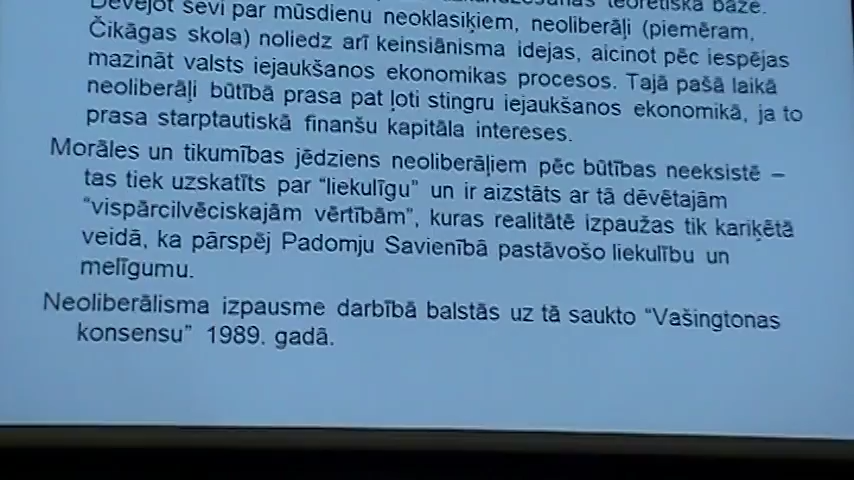 teorētiskā bāze.
Dēvējot sevi par mūsdienu neoklasiķiem, neoliberāļi (piemēram,
Čikāgas skola) noliedz arī keinsiānisma idejas, aicinot pēc iespējas
mazināt valsts iejaukšanos ekonomikas procesos. Tajā pašā laikā
neoliberāļi būtībā prasa pat ļoti stingru iejaukšanos ekonomikā, ja to
prasa starptautiskā finanšu kapitāla intereses.
Morāles un tikumības jēdziens neoliberāļiem pēc būtības neeksistē –
tas tiek uzskatīts par “liekulīgu” un ir aizstāts ar tā dēvētajām
“vispārcilvēciskajām vērtībām”, kuras realitātē izpaužas tik kariķētā
veidā, ka pārspēj Padomju Savienībā pastāvošo liekulību un
melīgumu.
Neoliberālisma izpausme darbībā balstās uz tā saukto “Vašingtonas
konsensu” 1989. gadā.